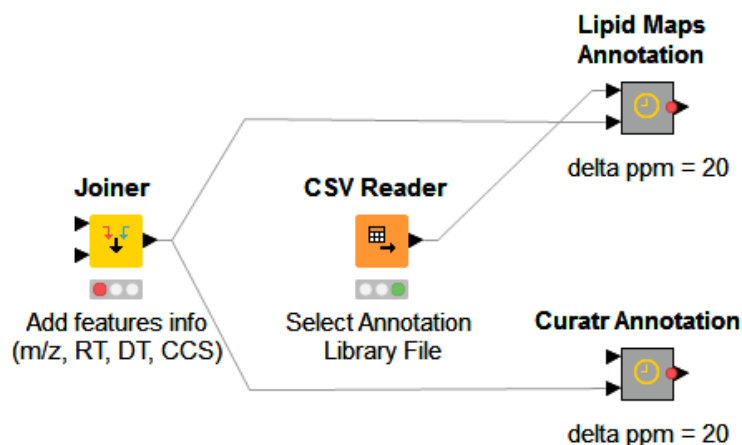 Lipid Maps
Annotation
delta ppm = 20
Joiner
Add features info
(m/z, RT, DT, CCS)
CSV Reader
Select Annotation
Library File
Curatr Annotation
delta ppm = 20